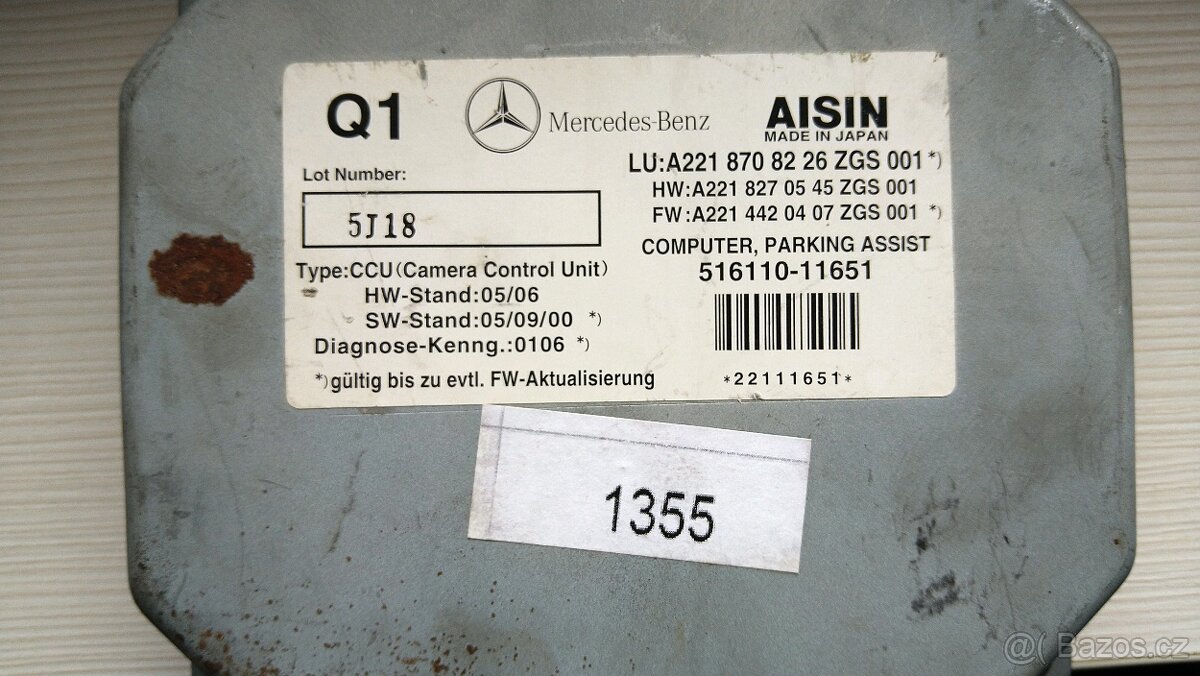 Q1
Mercedes-Benz
AISIN
MADE IN JAPAN
Lot Number:
5J18
LU:A221 870 82 26 ZGS 001 *)
HW:A221 827 05 45 ZGS 001
FW:A221 442 04 07 ZGS 001 *)
COMPUTER, PARKING ASSIST
516110-11651
Type:CCU(Camera Control Unit)
HW-Stand:05/06
SW-Stand:05/09/00 *)
Diagnose-Kenng.:0106 *)
*)gültig bis zu evtl. FW-Aktualisierung
*22111651*
1355
@( Bazos.cz